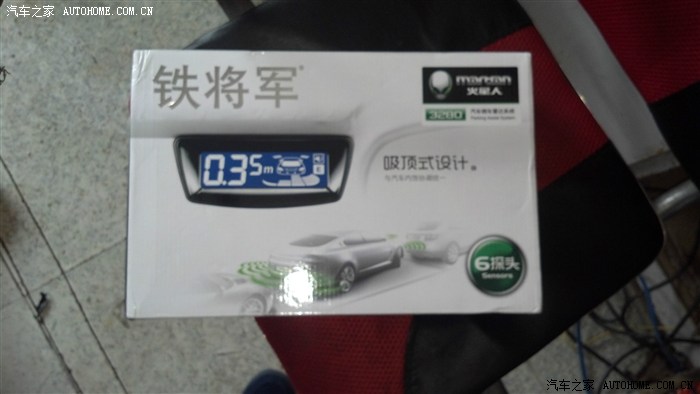 汽车之家 AUTOHOME.COM.CN
铁将军
martian
火星人
3280
吸顶式设计
0.35m
6探头
Sensors
汽车之家 AUTOHOME.COM.CN